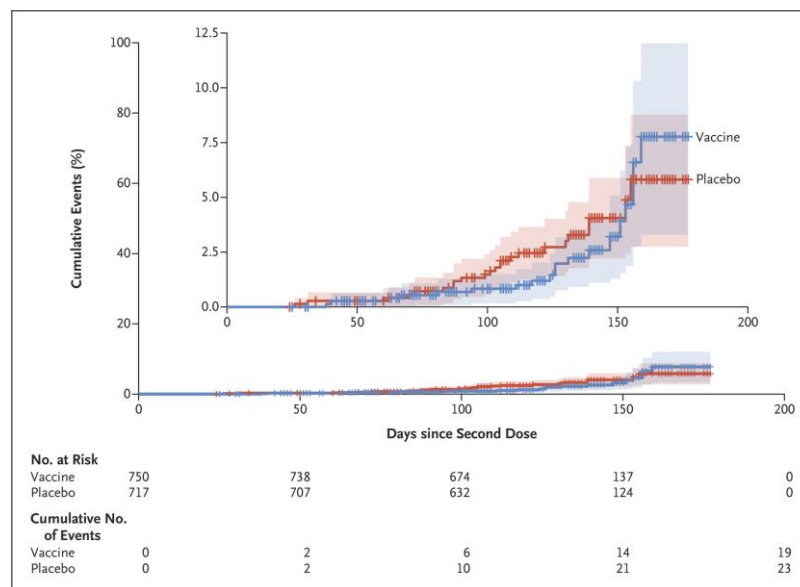 12.5
100
10.0
80
7.5
Vaccine
Placebo
60
5.0
Cumulative Events (%)
40
2.5
0.0
0 50 100 150 200
20
0
0 50 100 150 200
Days since Second Dose
No. at Risk
Vaccine 750 738 674 137 0
Placebo 717 707 632 124 0
Cumulative No.
of Events
Vaccine 0 2 6 14 19
Placebo 0 2 10 21 23